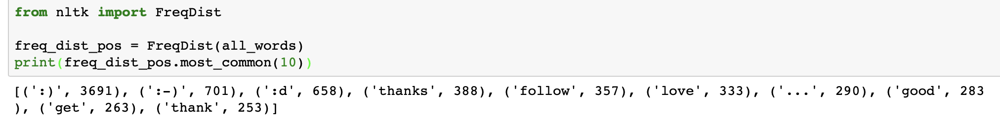 from nltk import FreqDist
freq_dist_pos = FreqDist(all_words)
print(freq_dist_pos.most_common(10))
[(':)', 3691), (':-)', 701), (':d', 658), ('thanks', 388), ('follow', 357), ('love', 333), ('...', 290), ('good', 283
), ('get', 263), ('thank', 253)]